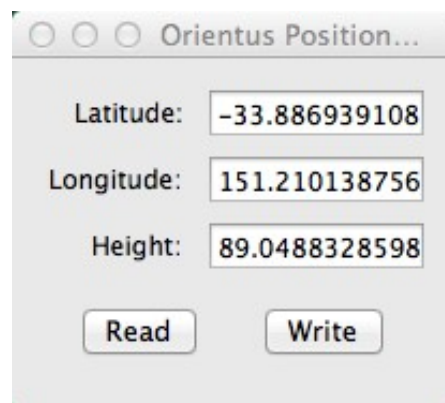 Orientus Position...
Latitude: -33.886939108
Longitude: 151.210138756
Height: 89.0488328598
Read Write